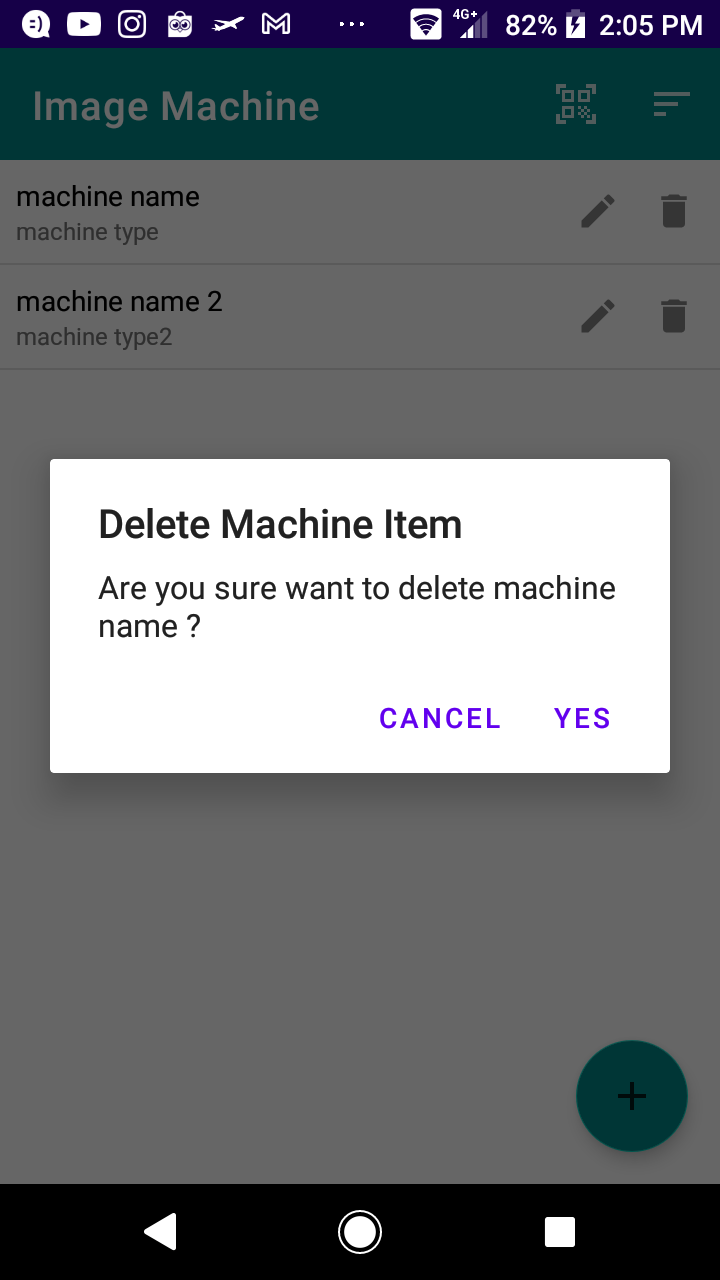 4G+ 82% 2:05 PM
Image Machine
machine name
machine type
machine name 2
machine type2
Delete Machine Item
Are you sure want to delete machine
name ?
CANCEL YES